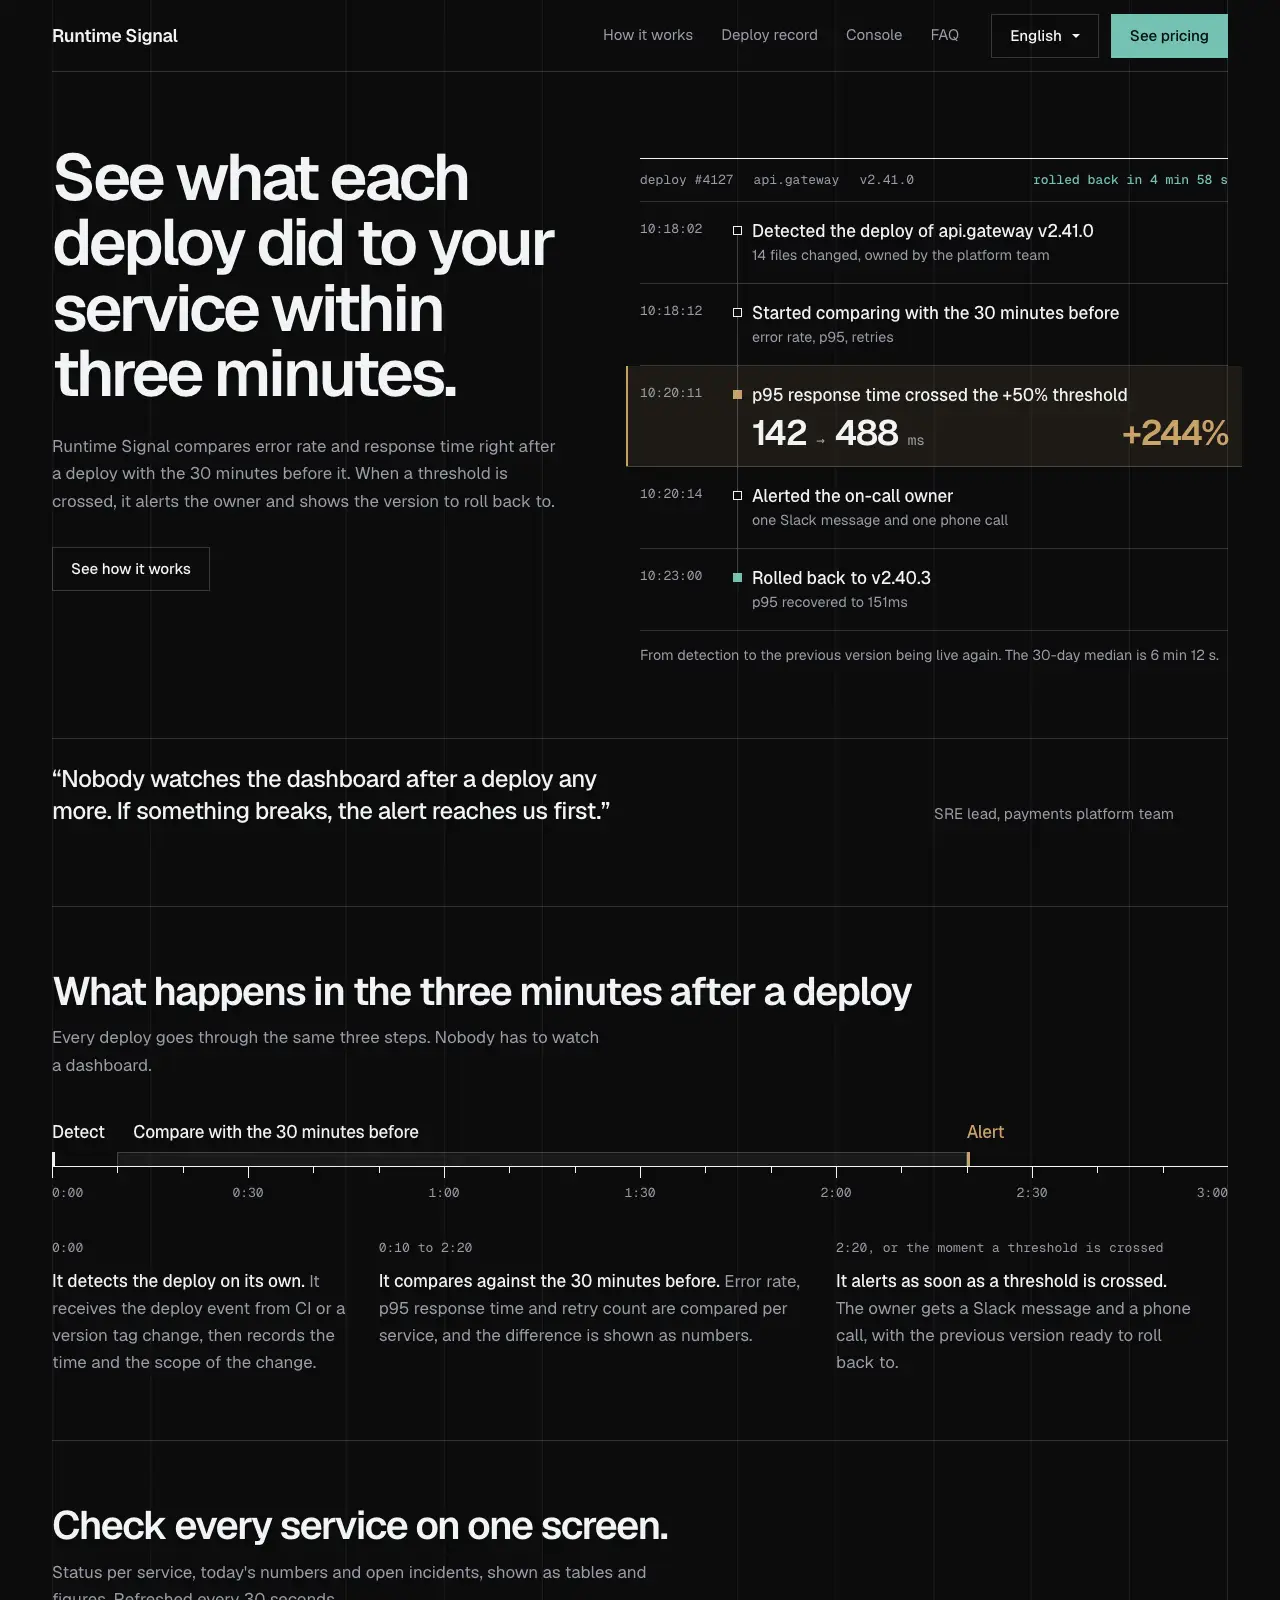 Runtime Signal
How it works
Deploy record
Console
FAQ
English
See pricing
See what each
deploy did to your
service within
three minutes.
Runtime Signal compares error rate and response time right after
a deploy with the 30 minutes before it. When a threshold is
crossed, it alerts the owner and shows the version to roll back to.
See how it works
deploy #4127 api.gateway v2.41.0 rolled back in 4 min 58 s
10:18:02 Detected the deploy of api.gateway v2.41.0
14 files changed, owned by the platform team
10:18:12 Started comparing with the 30 minutes before
error rate, p95, retries
10:20:11 p95 response time crossed the +50% threshold
142 → 488 ms +244%
10:20:14 Alerted the on-call owner
one Slack message and one phone call
10:23:00 Rolled back to v2.40.3
p95 recovered to 151ms
From detection to the previous version being live again. The 30-day median is 6 min 12 s.
“Nobody watches the dashboard after a deploy any
more. If something breaks, the alert reaches us first.”
SRE lead, payments platform team
What happens in the three minutes after a deploy
Every deploy goes through the same three steps. Nobody has to watch
a dashboard.
Detect Compare with the 30 minutes before Alert
0:00 0:30 1:00 1:30 2:00 2:30 3:00
0:00
It detects the deploy on its own. It
receives the deploy event from CI or a
version tag change, then records the
time and the scope of the change.
0:10 to 2:20
It compares against the 30 minutes before. Error rate,
p95 response time and retry count are compared per
service, and the difference is shown as numbers.
2:20, or the moment a threshold is crossed
It alerts as soon as a threshold is crossed.
The owner gets a Slack message and a phone
call, with the previous version ready to roll
back to.
Check every service on one screen.
Status per service, today's numbers and open incidents, shown as tables and
figures. Refreshed every 30 seconds.